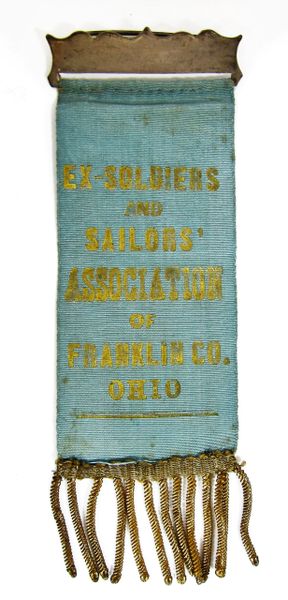 EX-SOLDIERS
AND
SAILORS'
ASSOCIATION
OF
FRANKLIN CO.
OHIO